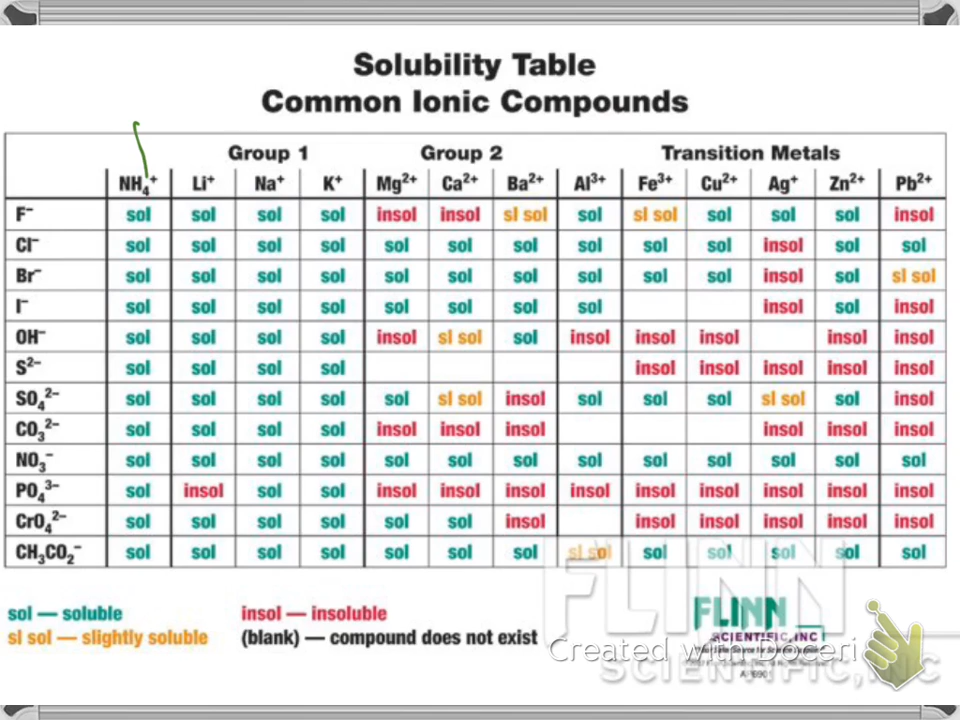 Solubility Table
Common Ionic Compounds
Group 1 Group 2 Transition Metals
NH₄⁺ Li⁺ Na⁺ K⁺ Mg²⁺ Ca²⁺ Ba²⁺ Al³⁺ Fe³⁺ Cu²⁺ Ag⁺ Zn²⁺ Pb²⁺
F⁻ sol sol sol sol insol insol sl sol sol sl sol sol sol sol insol
Cl⁻ sol sol sol sol sol sol sol sol sol sol insol sol sol
Br⁻ sol sol sol sol sol sol sol sol sol sol insol sol sl sol
I⁻ sol sol sol sol sol sol sol sol insol sol insol
OH⁻ sol sol sol sol insol sl sol sol insol insol insol insol insol
S²⁻ sol sol sol sol insol insol insol insol insol
SO₄²⁻ sol sol sol sol sol sl sol insol sol sol sol sl sol sol insol
CO₃²⁻ sol sol sol sol insol insol insol insol insol insol
NO₃⁻ sol sol sol sol sol sol sol sol sol sol sol sol sol
PO₄³⁻ sol insol sol sol insol insol insol insol insol insol insol insol insol
CrO₄²⁻ sol sol sol sol sol sol insol insol insol insol insol insol
CH₃CO₂⁻ sol sol sol sol sol sol sol sl sol sol sol sol sol sol
sol — soluble insol — insoluble
sl sol — slightly soluble (blank) — compound does not exist
FLINN
SCIENTIFIC, INC
FLINN
SCIENTIFIC, INC
Created with Doceri